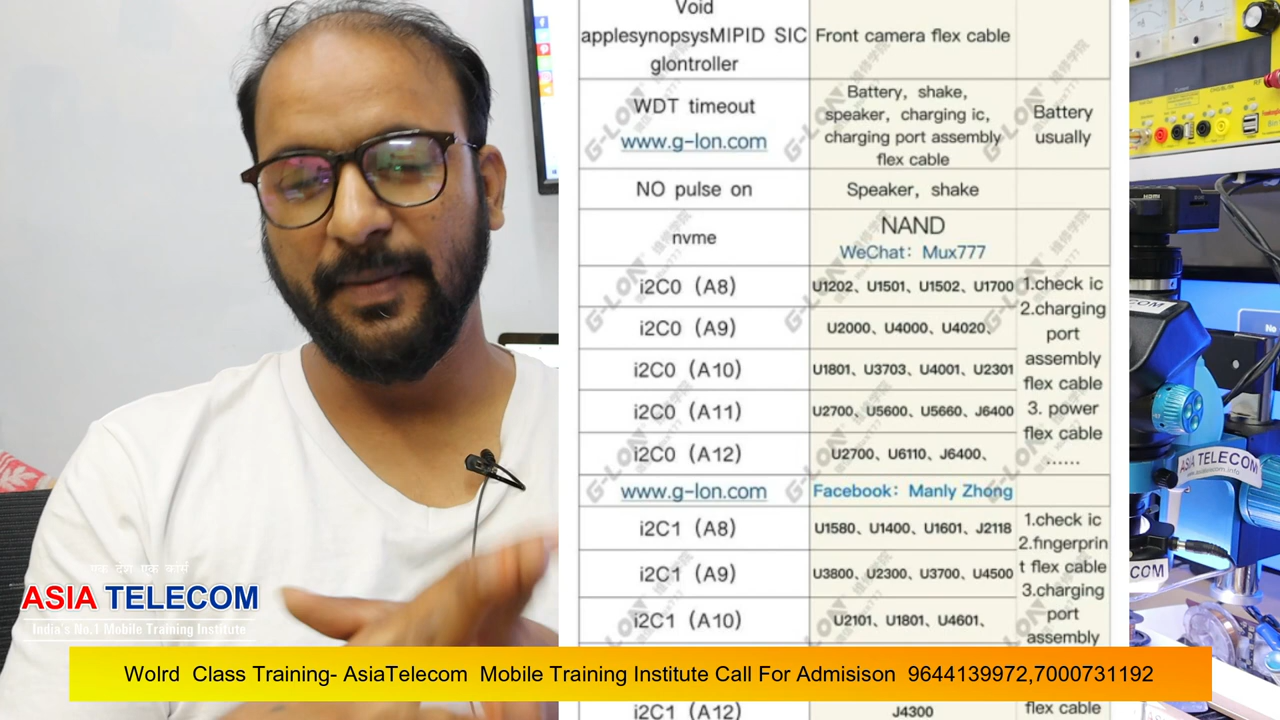 Void
applesynopsysMIPID SIC
glontroller
Front camera flex cable
WDT timeout
www.g-lon.com
Battery, shake,
speaker, charging ic,
charging port assembly
flex cable
Battery
usually
NO pulse on
Speaker, shake
nvme
NAND
WeChat: Mux777
i2C0 (A8)
U1202、U1501、U1502、U1700
i2C0 (A9)
U2000、U4000、U4020、
i2C0 (A10)
U1801、U3703、U4001、U2301
i2C0 (A11)
U2700、U5600、U5660、J6400
i2C0 (A12)
U2700、U6110、J6400、
1.check ic
2.charging
port
assembly
flex cable
3. power
flex cable
......
www.g-lon.com
Facebook: Manly Zhong
i2C1 (A8)
U1580、U1400、U1601、J2118
i2C1 (A9)
U3800、U2300、U3700、U4500
i2C1 (A10)
U2101、U1801、U4601、
i2C1 (A12)
J4300
1.check ic
2.fingerprin
t flex cable
3.charging
port
assembly
flex cable
एक देश एक कार्य
ASIA TELECOM
India's No.1 Mobile Training Institute
HDMI
ASIA TELECOM
COM
Wolrd Class Training- AsiaTelecom Mobile Training Institute Call For Admisison 9644139972,7000731192